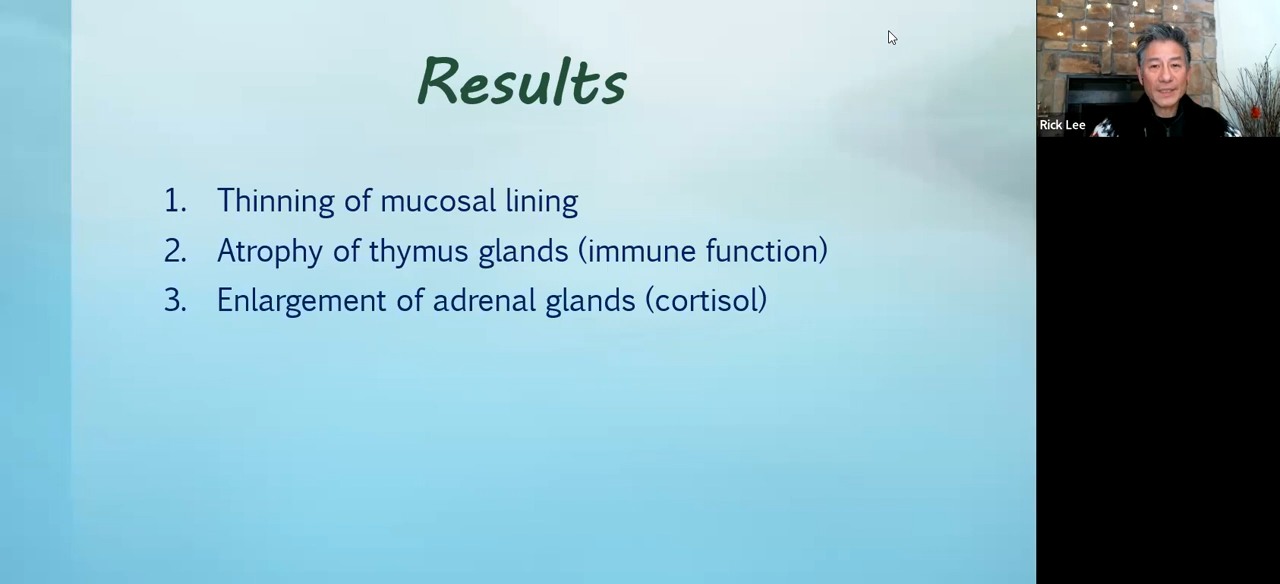 Results
1. Thinning of mucosal lining
2. Atrophy of thymus glands (immune function)
3. Enlargement of adrenal glands (cortisol)
Rick Lee